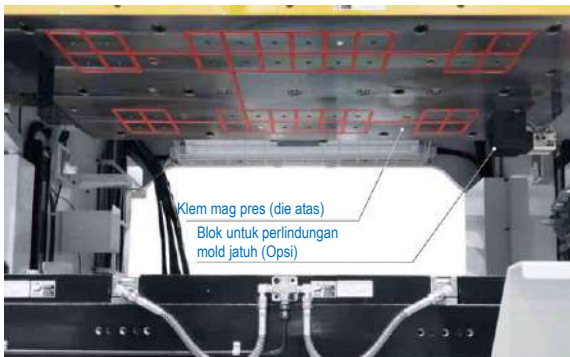 Klem mag pres (die atas)
Blok untuk perlindungan
mold jatuh (Opsi)